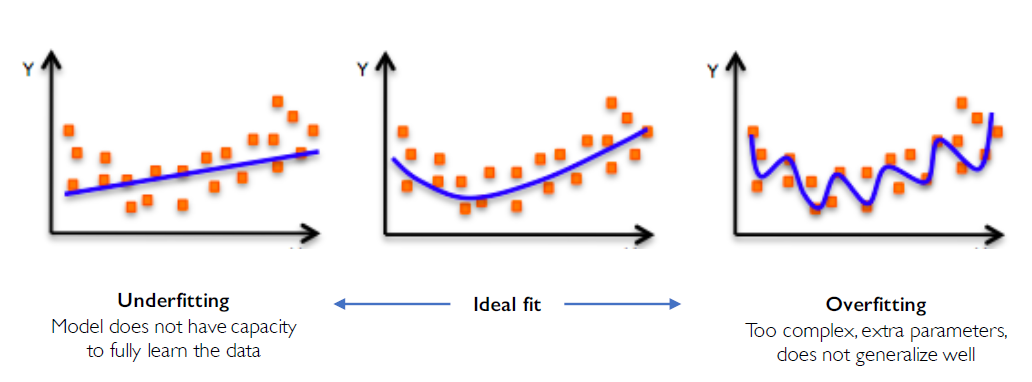 Y
Y
Y
Underfitting
Model does not have capacity
to fully learn the data
Ideal fit
Overfitting
Too complex, extra parameters,
does not generalize well